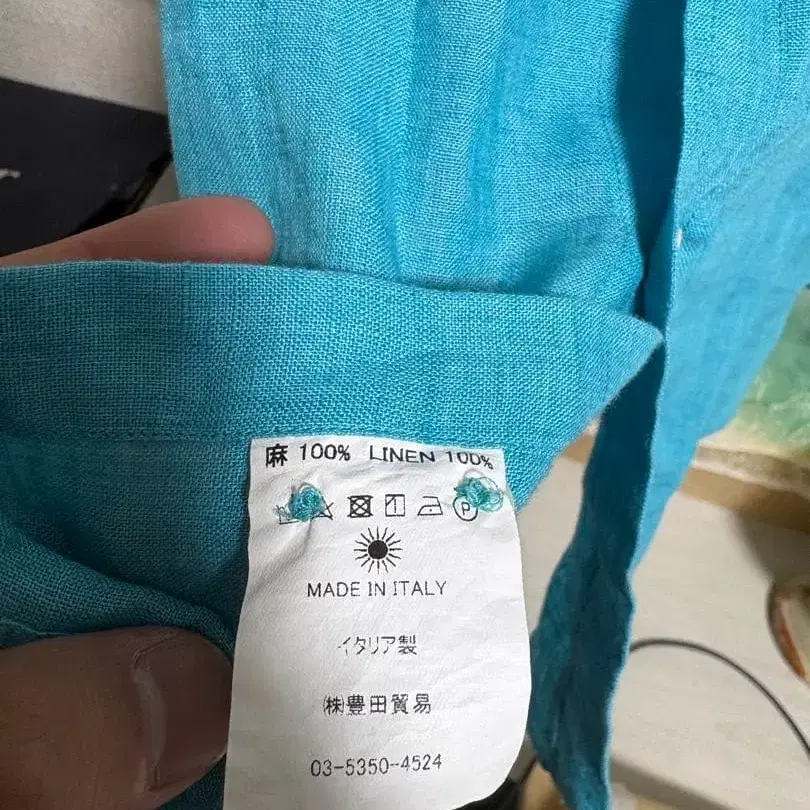 麻 100% LINEN 100%
P
MADE IN ITALY
イタリア製
㈱豊田貿易
03-5350-4524